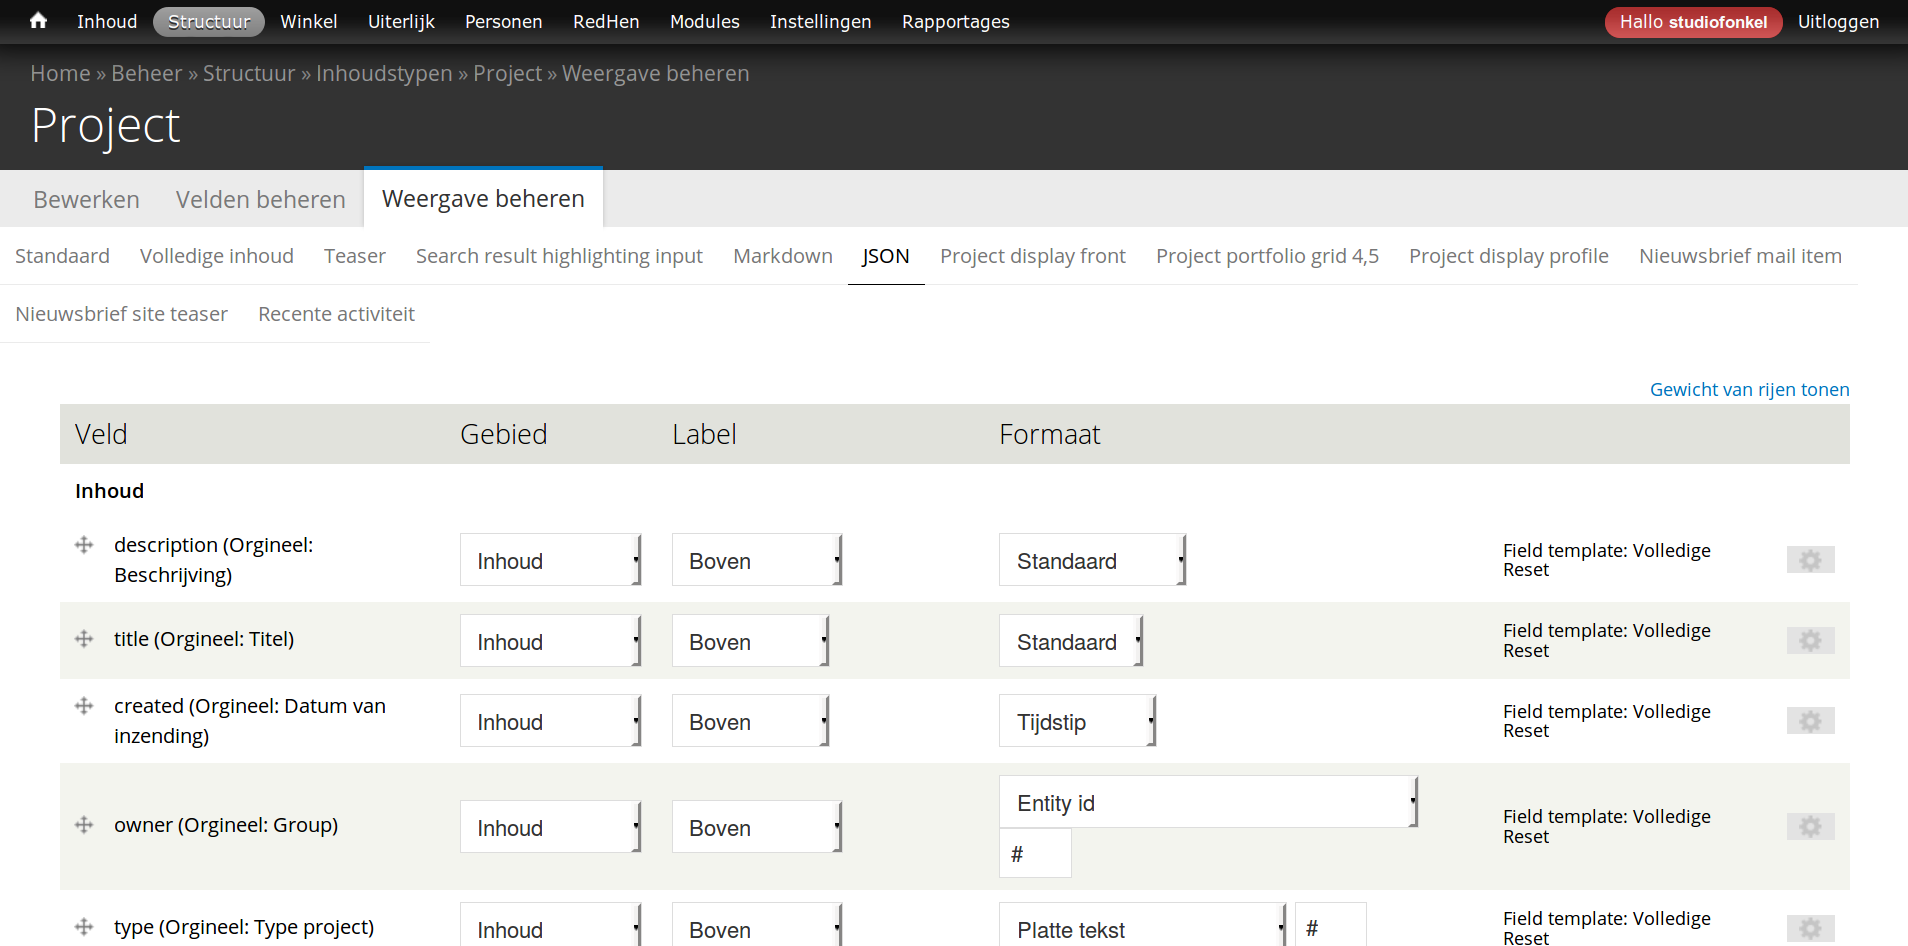 Inhoud Structuur Winkel Uiterlijk Personen RedHen Modules Instellingen Rapportages Hallo studiofonkel Uitloggen
Home » Beheer » Structuur » Inhoudstypen » Project » Weergave beheren
Project
Bewerken Velden beheren Weergave beheren
Standaard Volledige inhoud Teaser Search result highlighting input Markdown JSON Project display front Project portfolio grid 4,5 Project display profile Nieuwsbrief mail item
Nieuwsbrief site teaser Recente activiteit
Gewicht van rijen tonen
Veld Gebied Label Formaat
Inhoud
description (Orgineel:
Beschrijving)
Inhoud Boven Standaard
Field template: Volledige
Reset
title (Orgineel: Titel) Inhoud Boven Standaard
Field template: Volledige
Reset
created (Orgineel: Datum van
inzending)
Inhoud Boven Tijdstip
Field template: Volledige
Reset
owner (Orgineel: Group) Inhoud Boven
Entity id
#
Field template: Volledige
Reset
type (Orgineel: Type project) Inhoud Boven Platte tekst #
Field template: Volledige
Reset